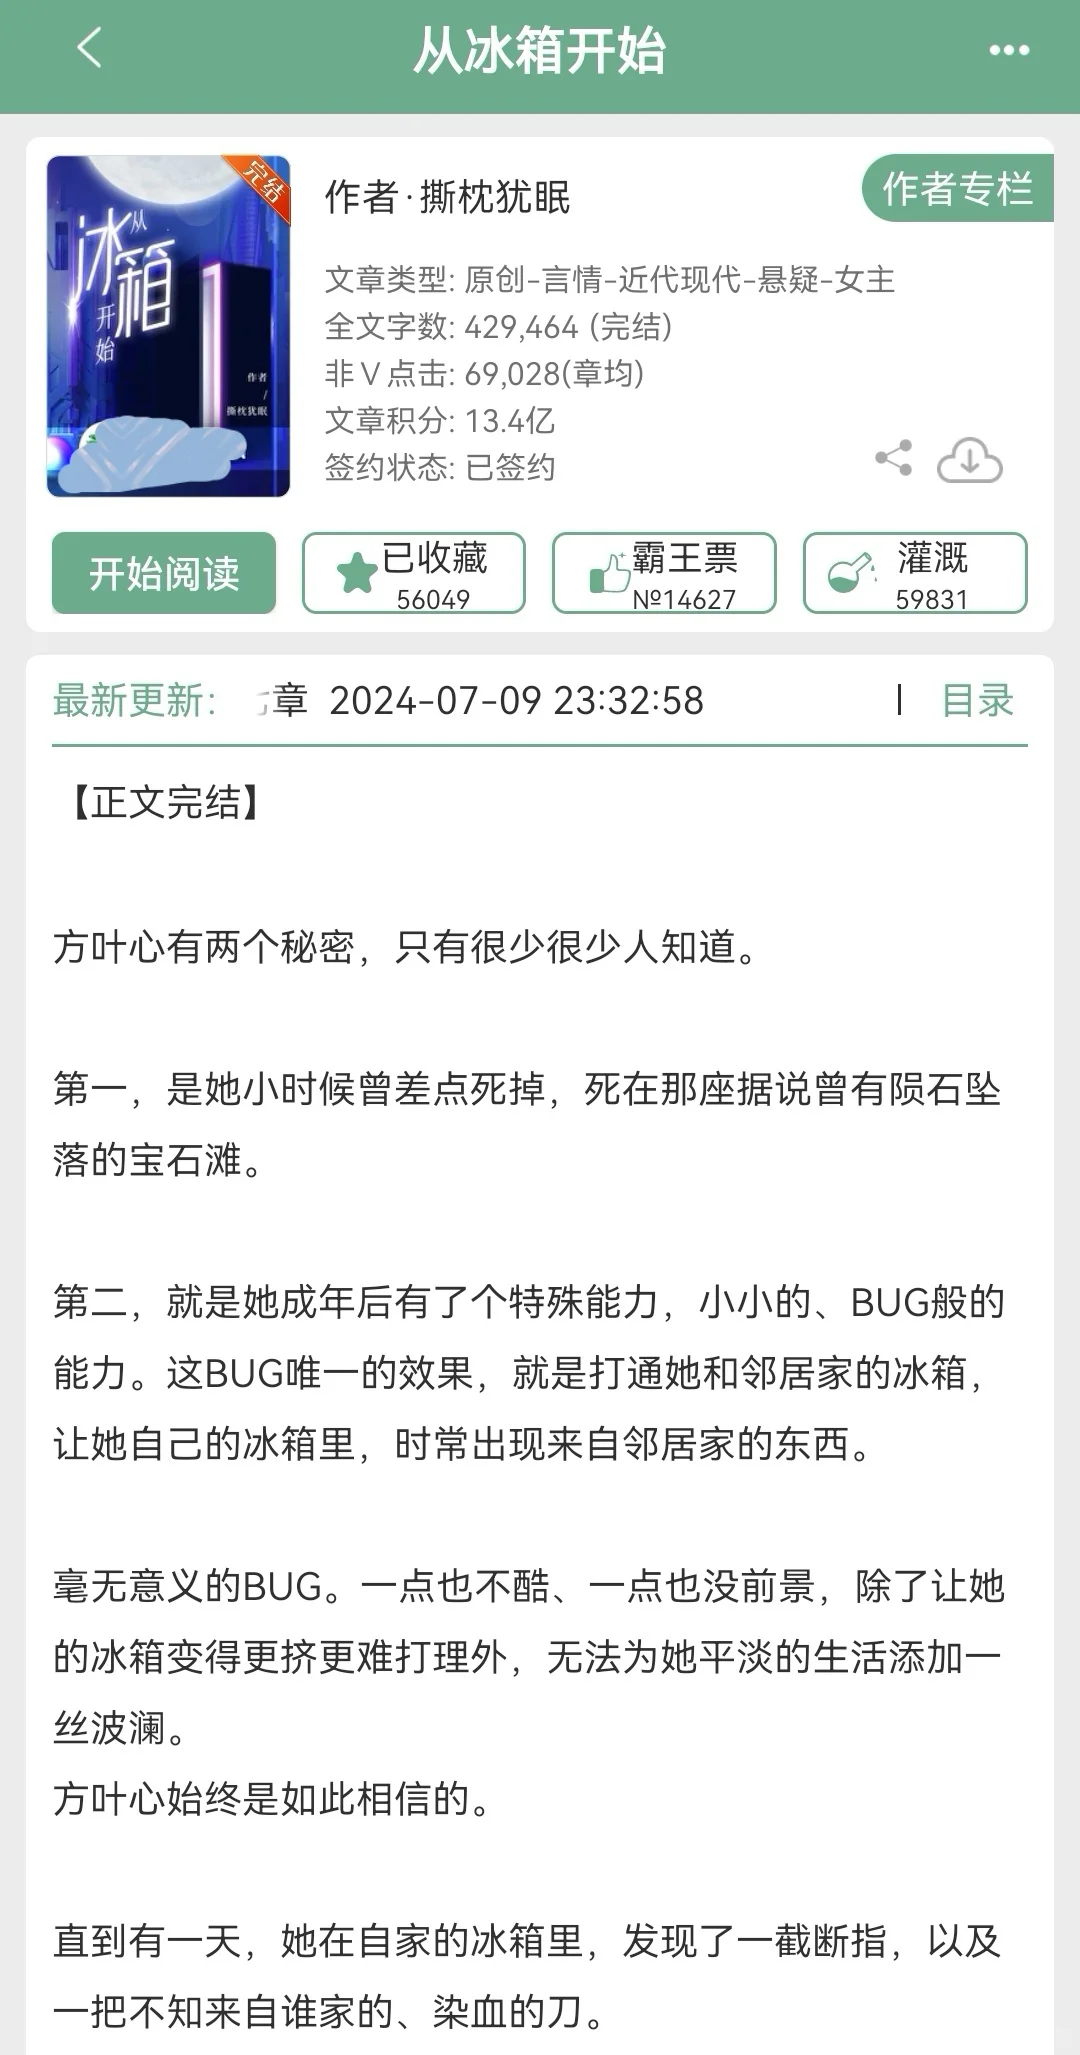 从冰箱开始
完结
从
冰箱
开始
作者
/
撕枕犹眠
作者·撕枕犹眠
作者专栏
文章类型: 原创-言情-近代现代-悬疑-女主
全文字数: 429,464 (完结)
非V点击: 69,028(章均)
文章积分: 13.4亿
签约状态: 已签约
开始阅读
已收藏
56049
霸王票
№14627
灌溉
59831
最新更新: 章 2024-07-09 23:32:58 | 目录
【正文完结】
方叶心有两个秘密，只有很少很少人知道。
第一，是她小时候曾差点死掉，死在那座据说曾有陨石坠
落的宝石滩。
第二，就是她成年后有了个特殊能力，小小的、BUG般的
能力。这BUG唯一的效果，就是打通她和邻居家的冰箱，
让她自己的冰箱里，时常出现来自邻居家的东西。
毫无意义的BUG。一点也不酷、一点也没前景，除了让她
的冰箱变得更挤更难打理外，无法为她平淡的生活添加一
丝波澜。
方叶心始终是如此相信的。
直到有一天，她在自家的冰箱里，发现了一截断指，以及
一把不知来自谁家的、染血的刀。